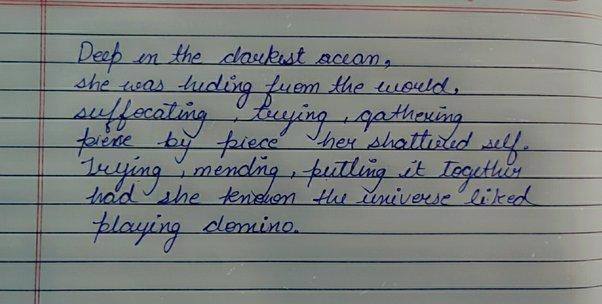 Deep in the darkest ocean,
she was hiding from the world,
suffocating, trying, gathering
piece by piece her shattered self.
Trying, mending, putting it together
had she known the universe liked
playing domino.